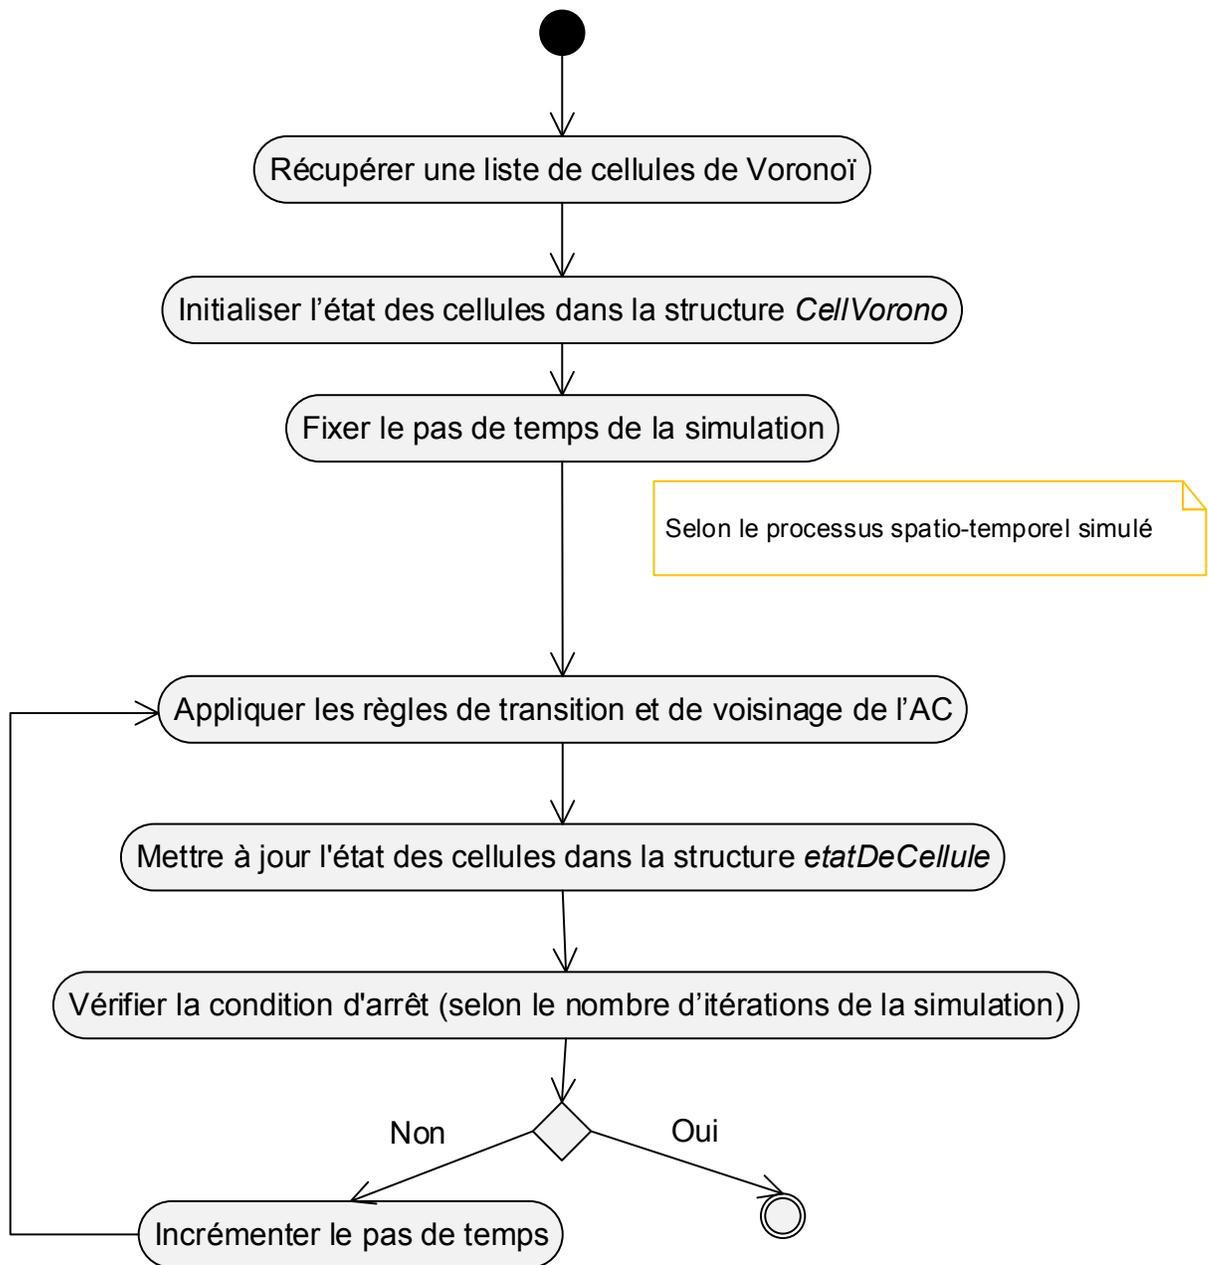 Récupérer une liste de cellules de Voronoï
Initialiser l’état des cellules dans la structure CellVorono
Fixer le pas de temps de la simulation
Selon le processus spatio-temporel simulé
Appliquer les règles de transition et de voisinage de l’AC
Mettre à jour l'état des cellules dans la structure etatDeCellule
Vérifier la condition d'arrêt (selon le nombre d’itérations de la simulation)
Non
Oui
Incrémenter le pas de temps